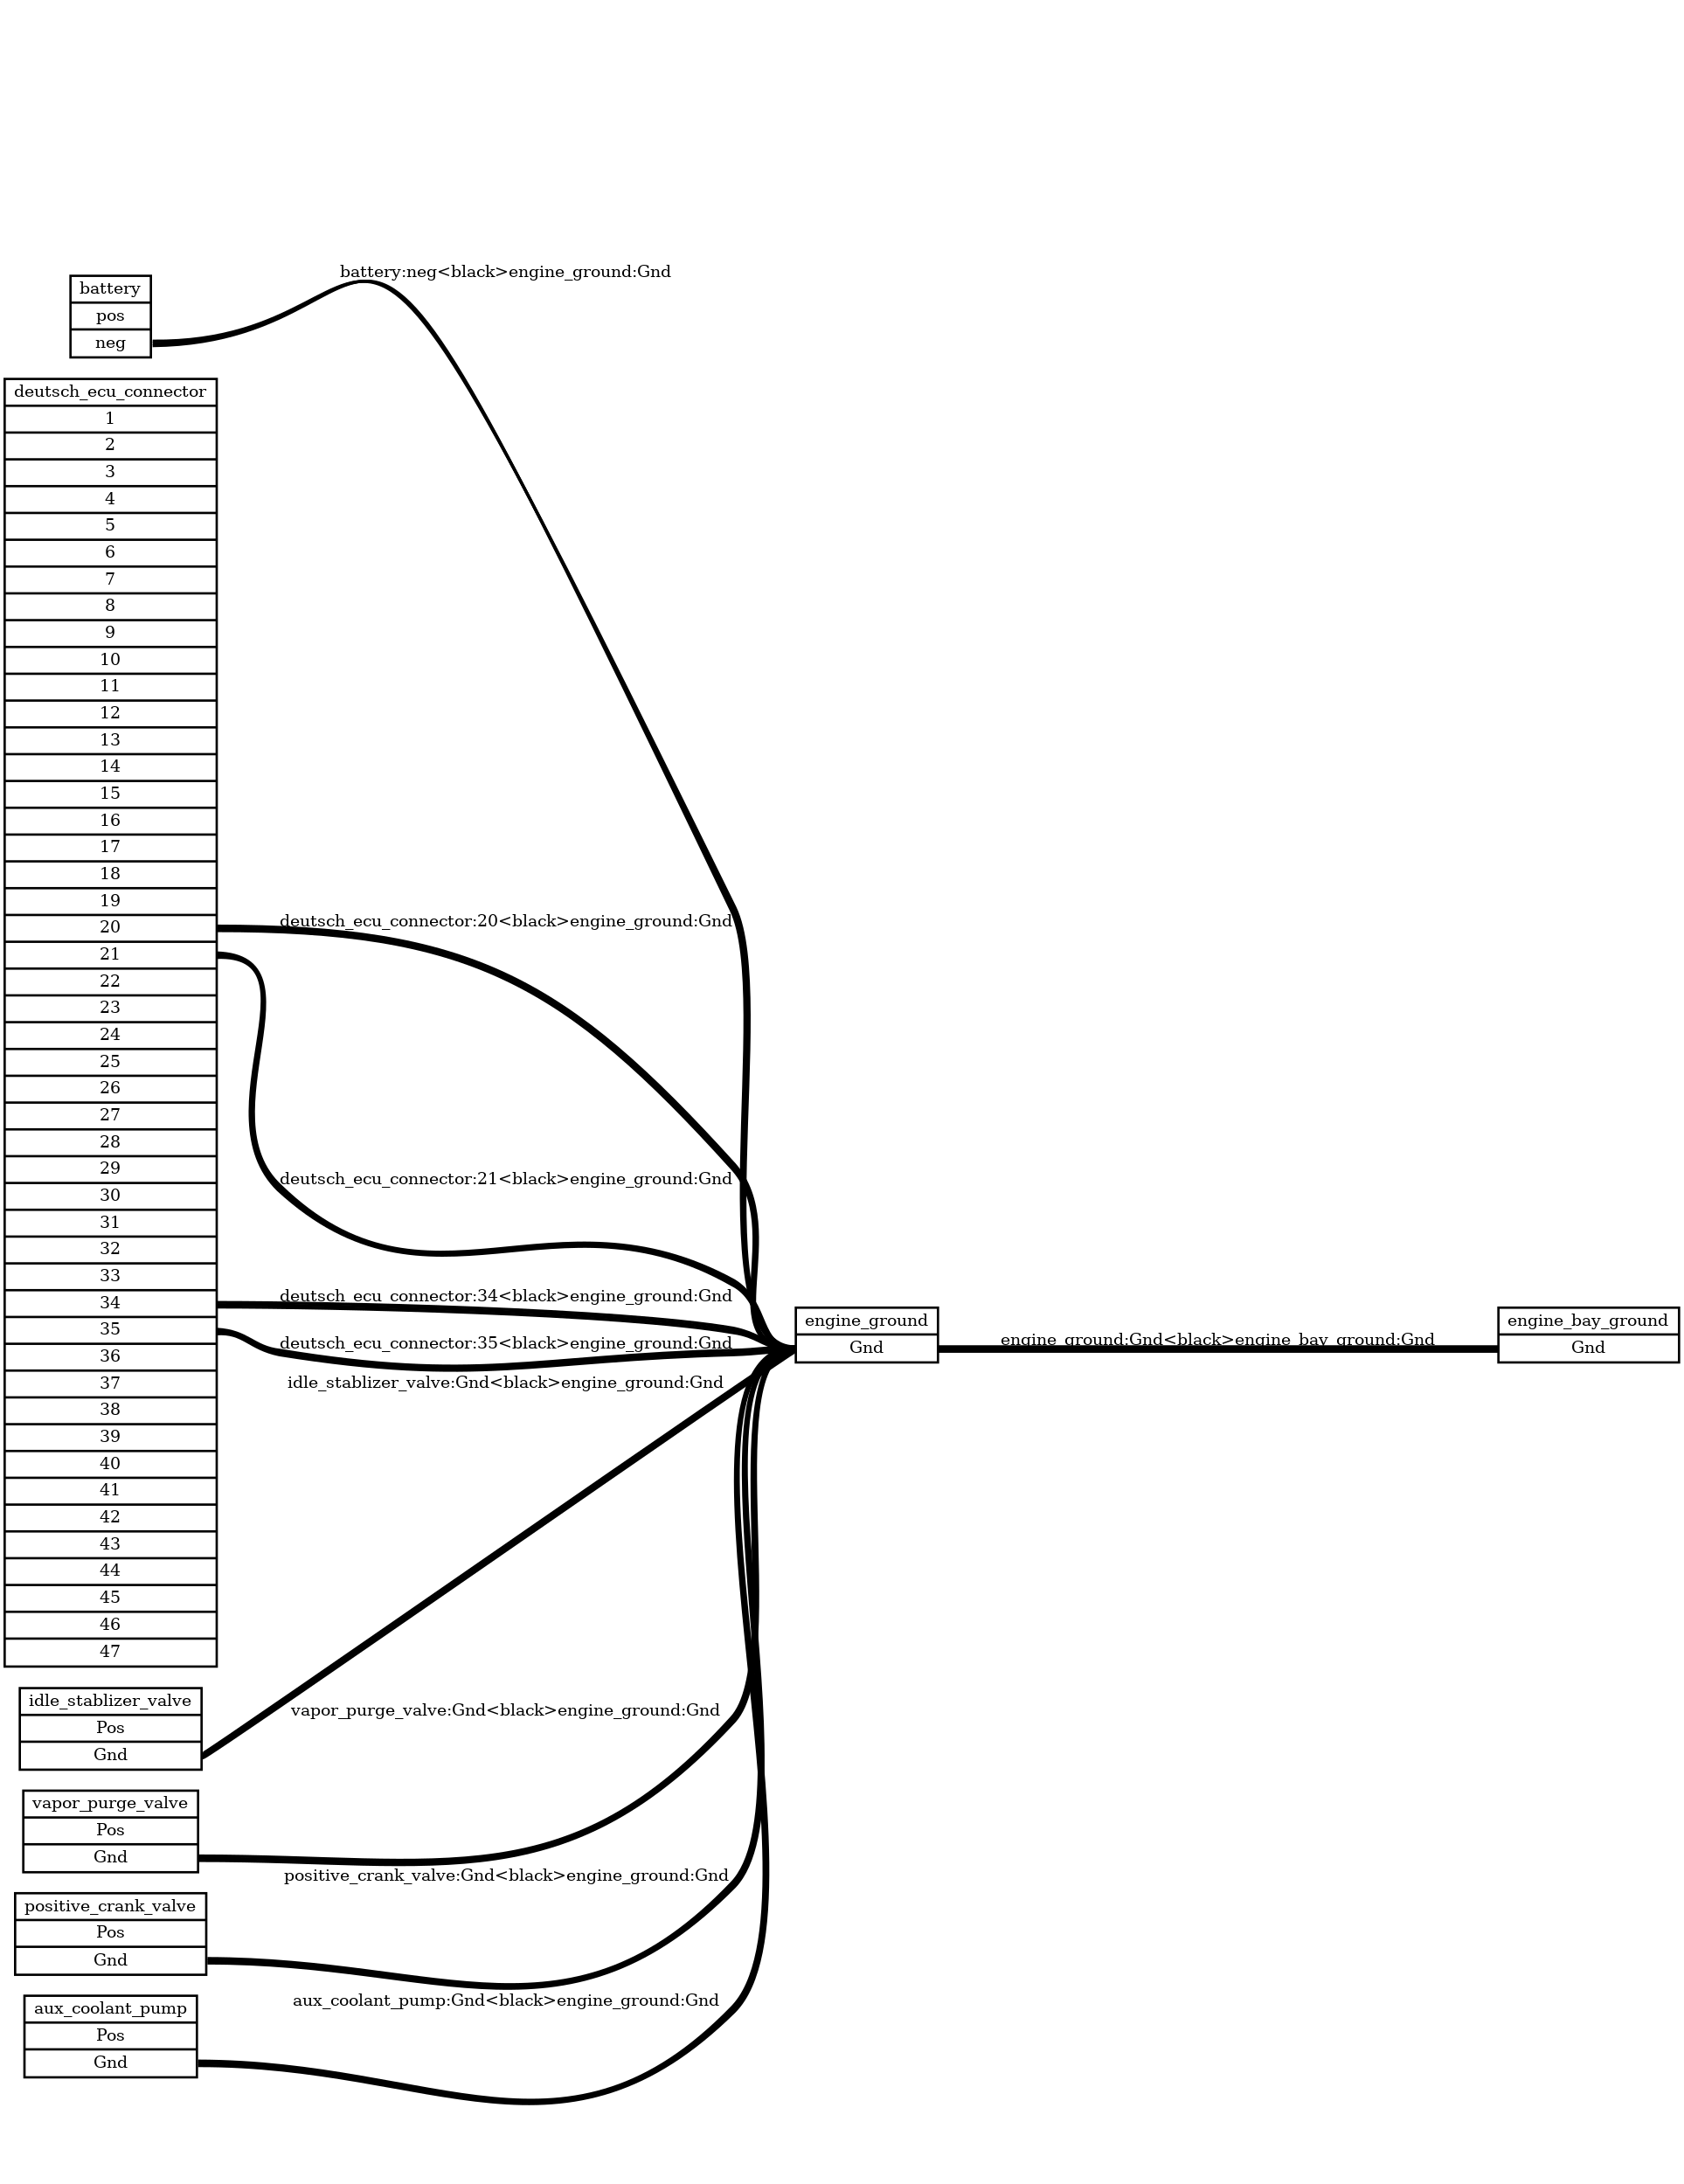 battery:neg<black>engine_ground:Gnd
battery
pos
neg
deutsch_ecu_connector
1
2
3
4
5
6
7
8
9
10
11
12
13
14
15
16
17
18
19
20
21
22
23
24
25
26
27
28
29
30
31
32
33
34
35
36
37
38
39
40
41
42
43
44
45
46
47
deutsch_ecu_connector:20<black>engine_ground:Gnd
deutsch_ecu_connector:21<black>engine_ground:Gnd
deutsch_ecu_connector:34<black>engine_ground:Gnd
deutsch_ecu_connector:35<black>engine_ground:Gnd
idle_stablizer_valve:Gnd<black>engine_ground:Gnd
engine_ground
Gnd
engine_ground:Gnd<black>engine_bay_ground:Gnd
engine_bay_ground
Gnd
idle_stablizer_valve
Pos
Gnd
vapor_purge_valve:Gnd<black>engine_ground:Gnd
vapor_purge_valve
Pos
Gnd
positive_crank_valve:Gnd<black>engine_ground:Gnd
positive_crank_valve
Pos
Gnd
aux_coolant_pump:Gnd<black>engine_ground:Gnd
aux_coolant_pump
Pos
Gnd